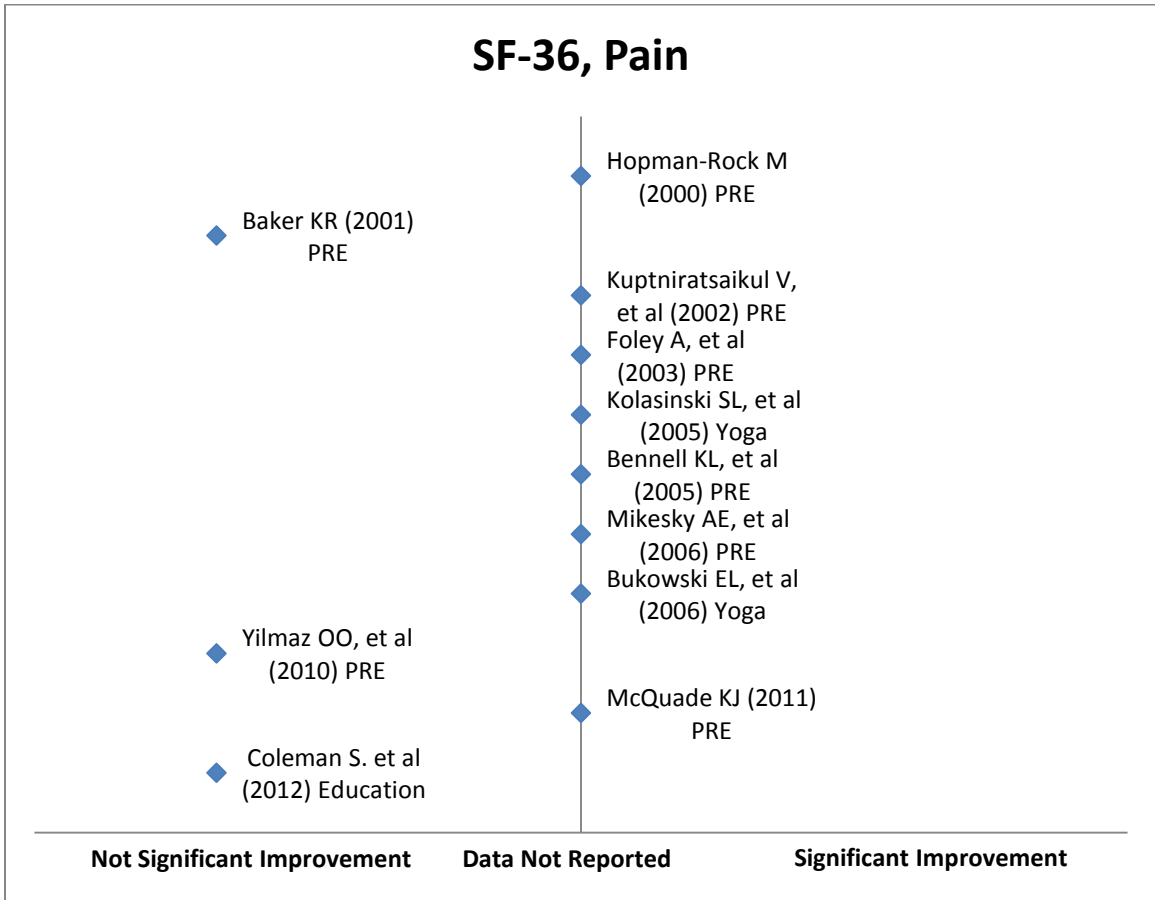 SF-36, Pain
Hopman-Rock M
(2000) PRE
Baker KR (2001)
PRE
Kuptniratsaikul V,
et al (2002) PRE
Foley A, et al
(2003) PRE
Kolasinski SL, et al
(2005) Yoga
Bennell KL, et al
(2005) PRE
Mikesky AE, et al
(2006) PRE
Bukowski EL, et al
(2006) Yoga
Yilmaz OO, et al
(2010) PRE
McQuade KJ (2011)
PRE
Coleman S. et al
(2012) Education
Not Significant Improvement Data Not Reported Significant Improvement